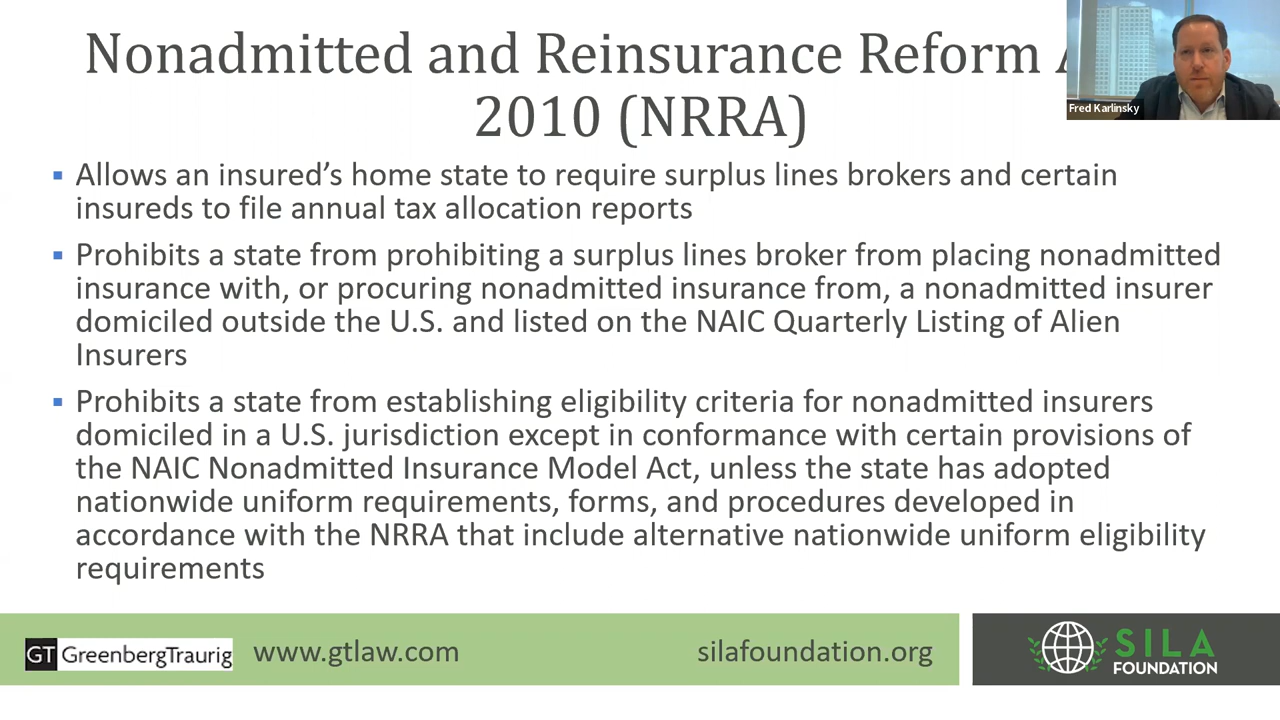 Nonadmitted and Reinsurance Reform
2010 (NRRA)
Fred Karlinsky
▪ Allows an insured’s home state to require surplus lines brokers and certain
insureds to file annual tax allocation reports
▪ Prohibits a state from prohibiting a surplus lines broker from placing nonadmitted
insurance with, or procuring nonadmitted insurance from, a nonadmitted insurer
domiciled outside the U.S. and listed on the NAIC Quarterly Listing of Alien
Insurers
▪ Prohibits a state from establishing eligibility criteria for nonadmitted insurers
domiciled in a U.S. jurisdiction except in conformance with certain provisions of
the NAIC Nonadmitted Insurance Model Act, unless the state has adopted
nationwide uniform requirements, forms, and procedures developed in
accordance with the NRRA that include alternative nationwide uniform eligibility
requirements
GT GreenbergTraurig www.gtlaw.com silafoundation.org
SILA
FOUNDATION